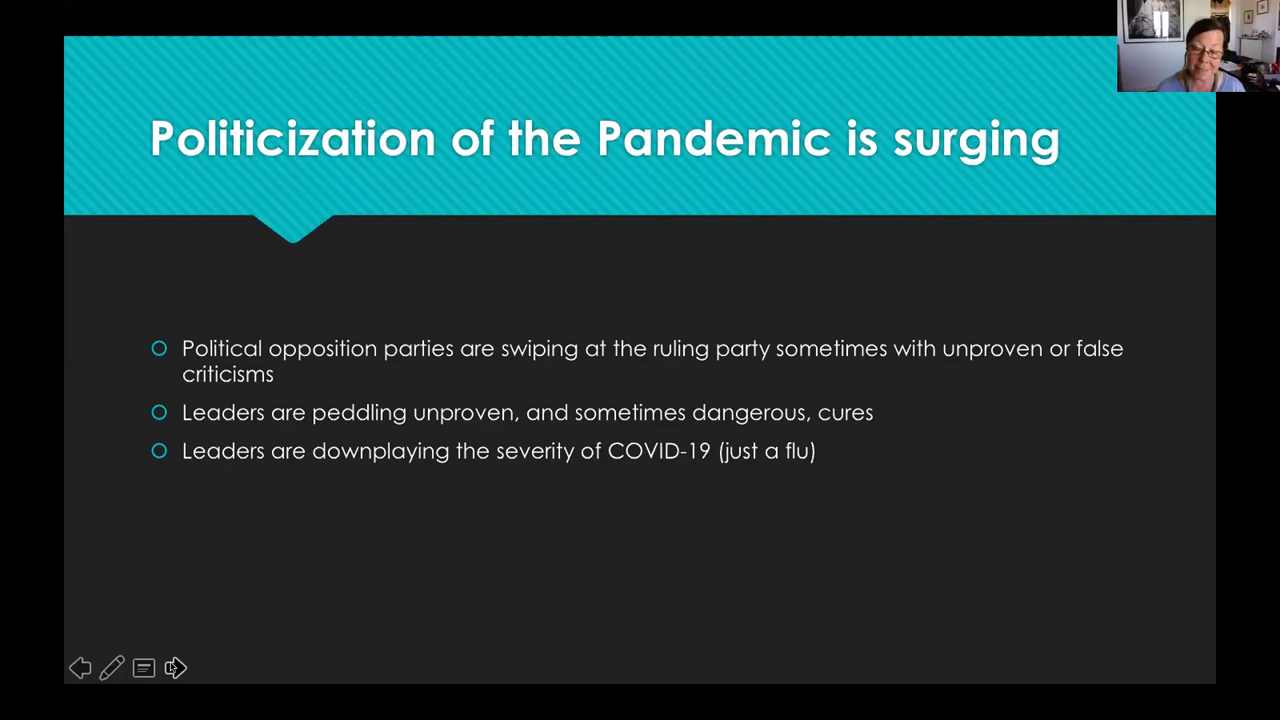 Politicization of the Pandemic is surging
Political opposition parties are swiping at the ruling party sometimes with unproven or false
criticisms
Leaders are peddling unproven, and sometimes dangerous, cures
Leaders are downplaying the severity of COVID-19 (just a flu)